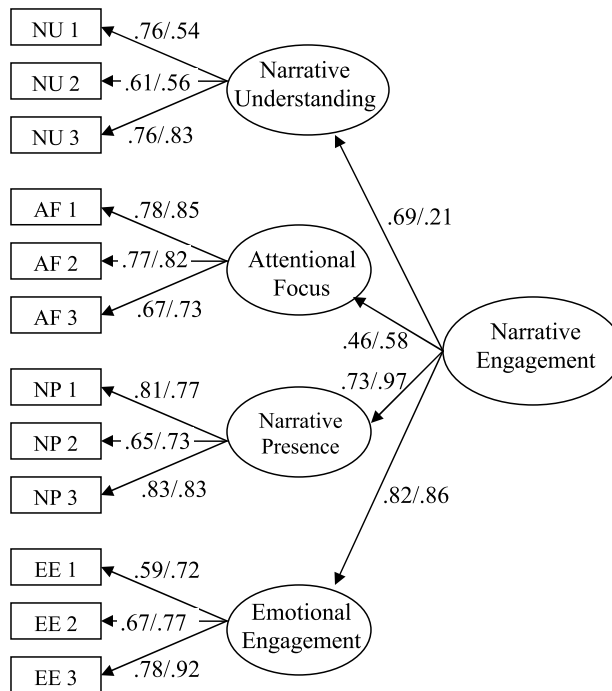 NU 1
.76/.54
NU 2
.61/.56
NU 3
.76/.83
Narrative
Understanding
AF 1
.78/.85
AF 2
.77/.82
AF 3
.67/.73
Attentional
Focus
.69/.21
.46/.58
Narrative
Engagement
.73/.97
NP 1
.81/.77
NP 2
.65/.73
NP 3
.83/.83
Narrative
Presence
.82/.86
EE 1
.59/.72
EE 2
.67/.77
EE 3
.78/.92
Emotional
Engagement